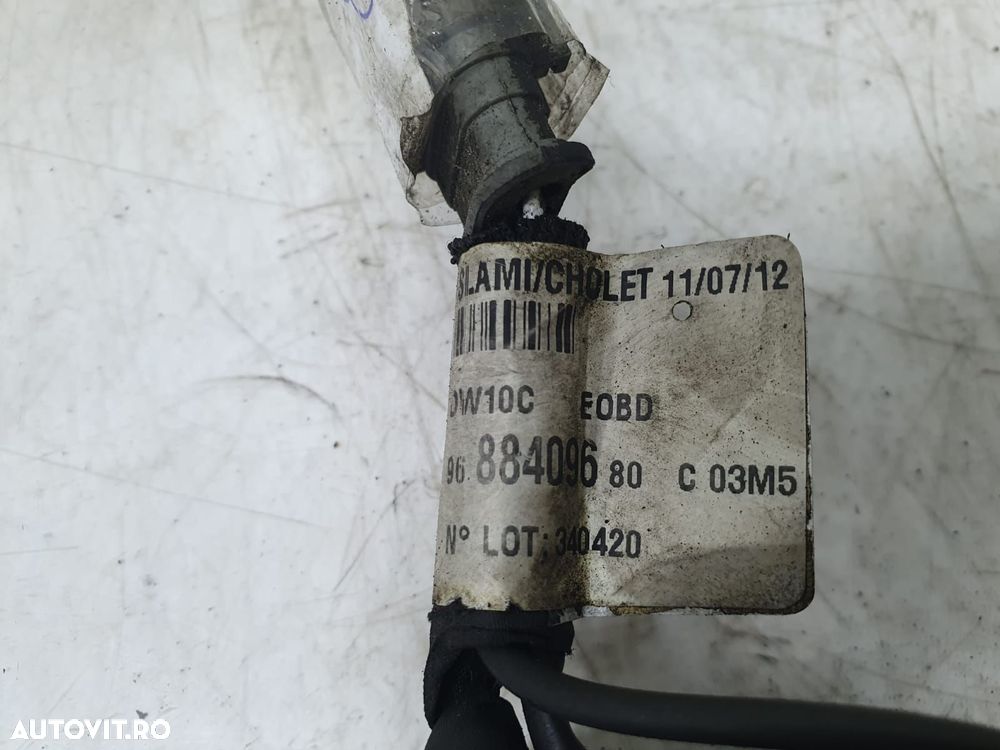 SLAMI/CHOLET 11/07/12
DW10C EOBD
96 884096 80 C 03M5
N° LOT: 340420
AUTOVIT.RO